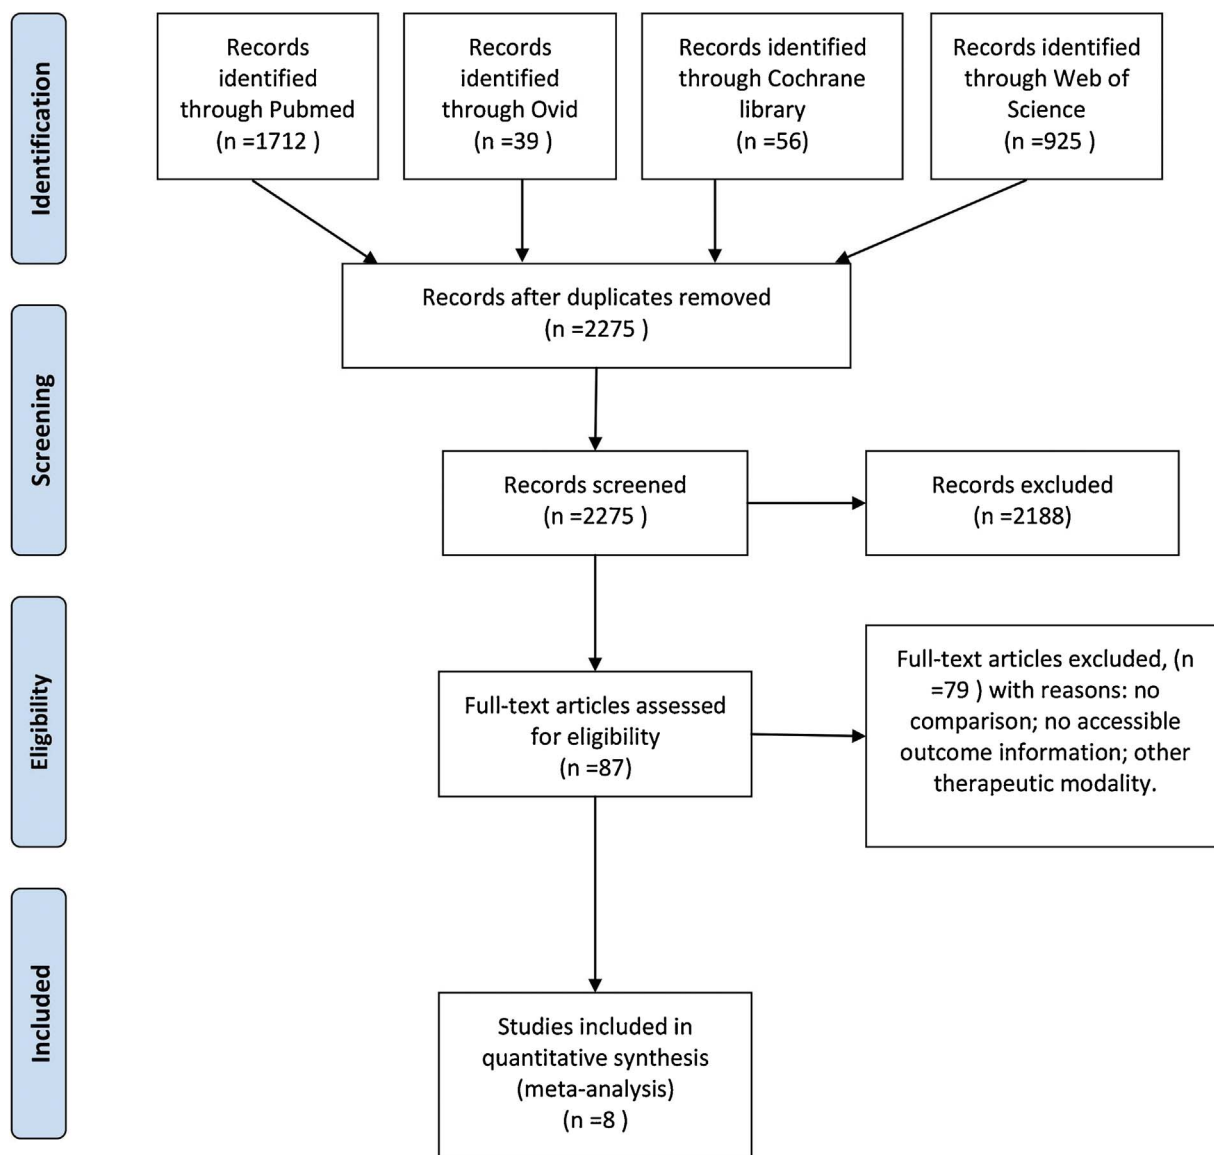 Identification
Records
identified
through Pubmed
(n =1712 )
Records
identified
through Ovid
(n =39 )
Records identified
through Cochrane
library
(n =56)
Records identified
through Web of
Science
(n =925 )
Records after duplicates removed
(n =2275 )
Screening
Records screened
(n =2275 )
Records excluded
(n =2188)
Eligibility
Full-text articles assessed
for eligibility
(n =87)
Full-text articles excluded, (n
=79 ) with reasons: no
comparison; no accessible
outcome information; other
therapeutic modality.
Included
Studies included in
quantitative synthesis
(meta-analysis)
(n =8 )